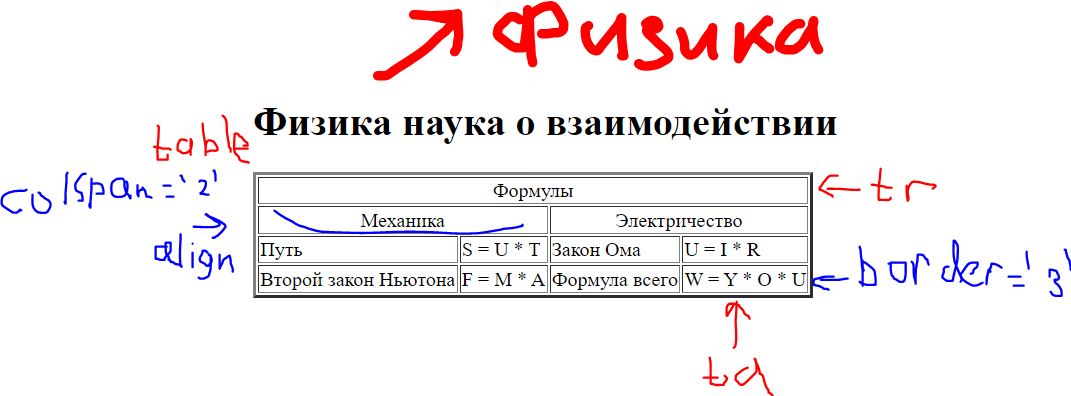 Физика
Физика наука о взаимодействии
table
colspan='2'
Формулы
tr
Механика Электричество
align
Путь S = U * T Закон Ома U = I * R
Второй закон Ньютона F = M * A Формула всего W = Y * O * U
border='3'
td